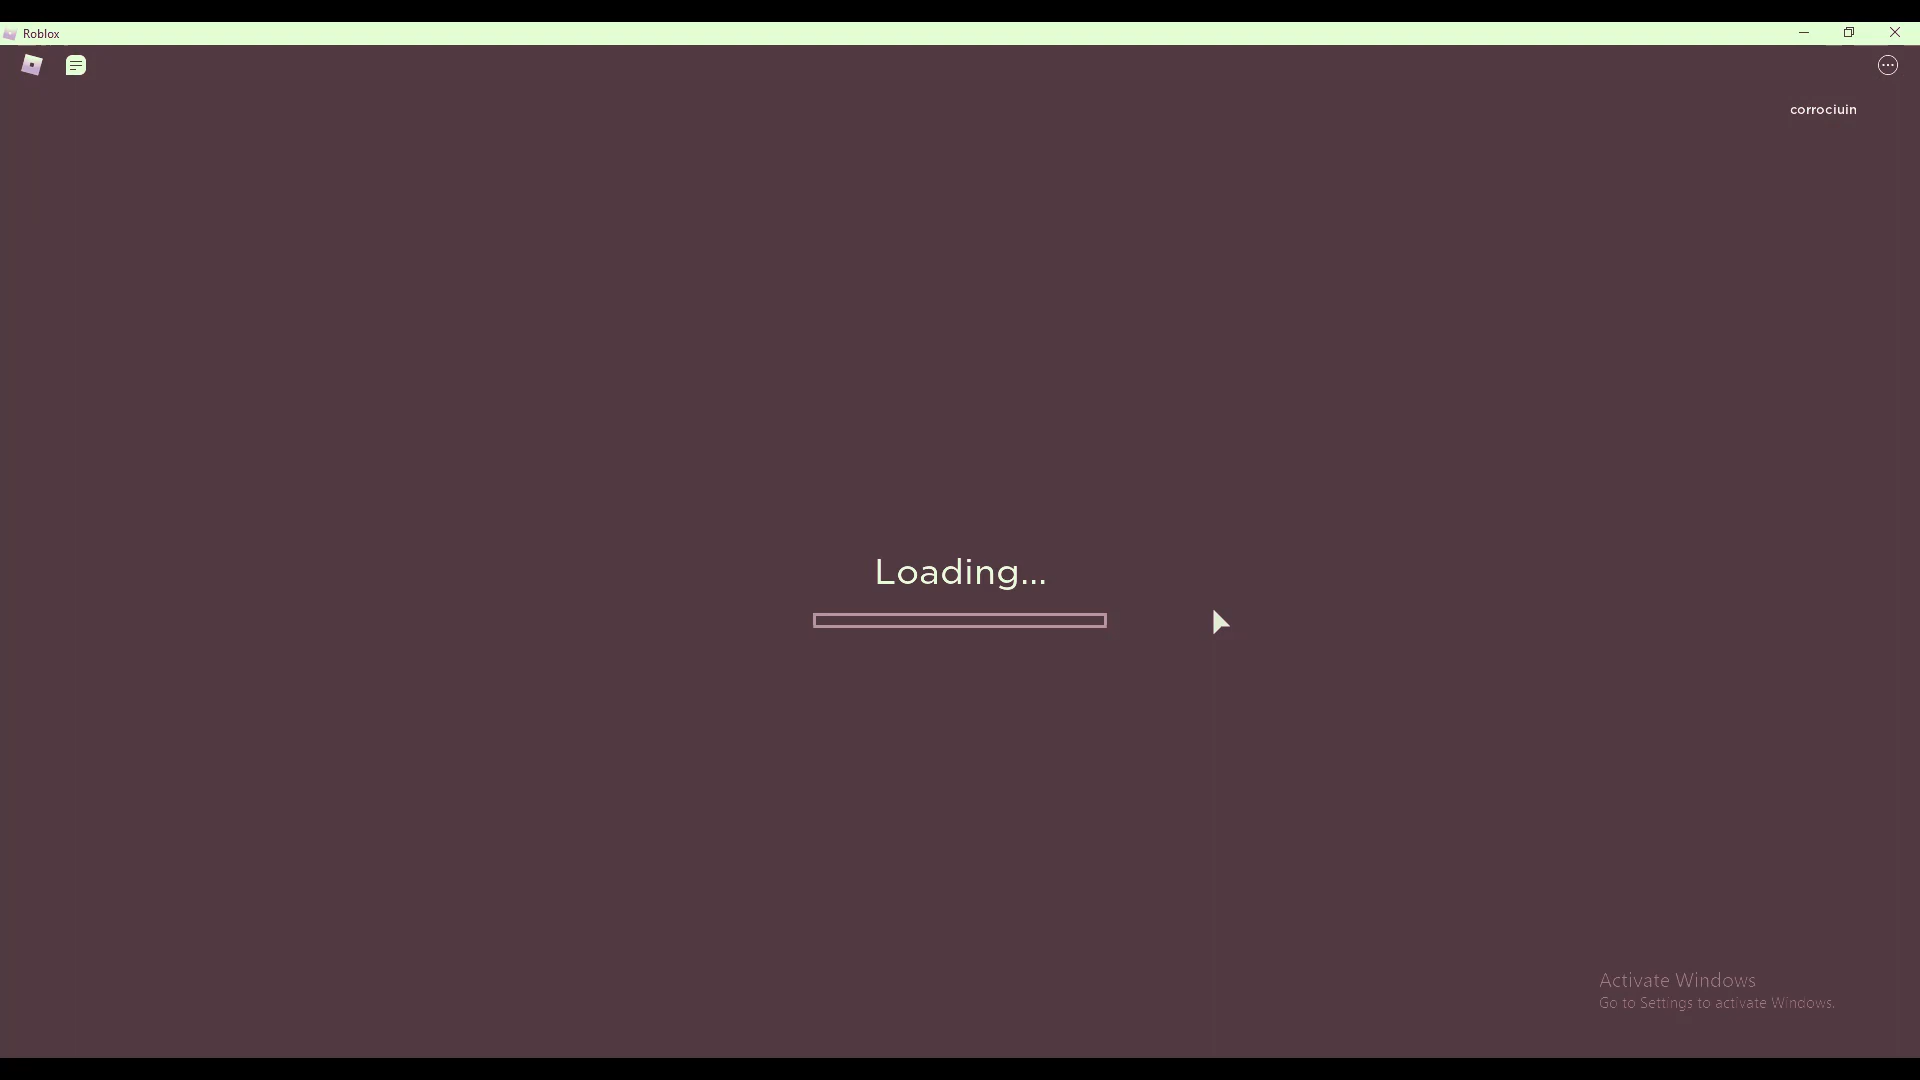 Roblox
corrociuin
Loading...
Activate Windows
Go to Settings to activate Windows.